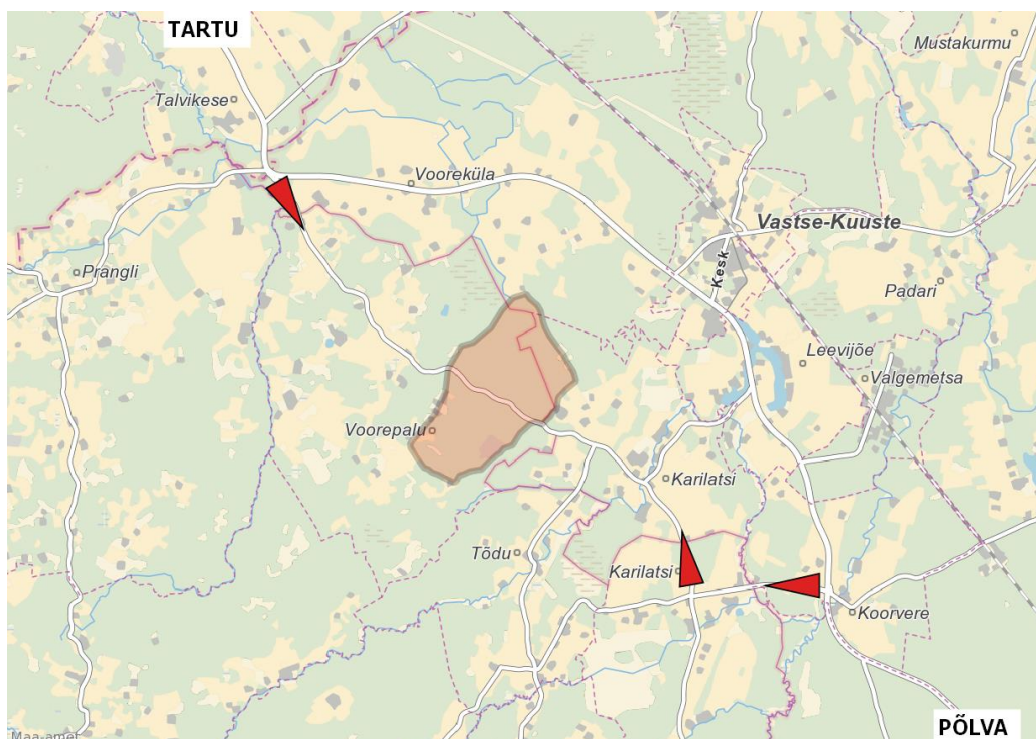 TARTU
Mustakurmu
Talvikese
Vooreküla
Vastse-Kuuste
Kesk
Prangli
Padari
Leevijõe
Valgemetsa
Voorepalu
Karilatsi
Tõdu
Karilatsi
Koorvere
PÕLVA
Maa-amet